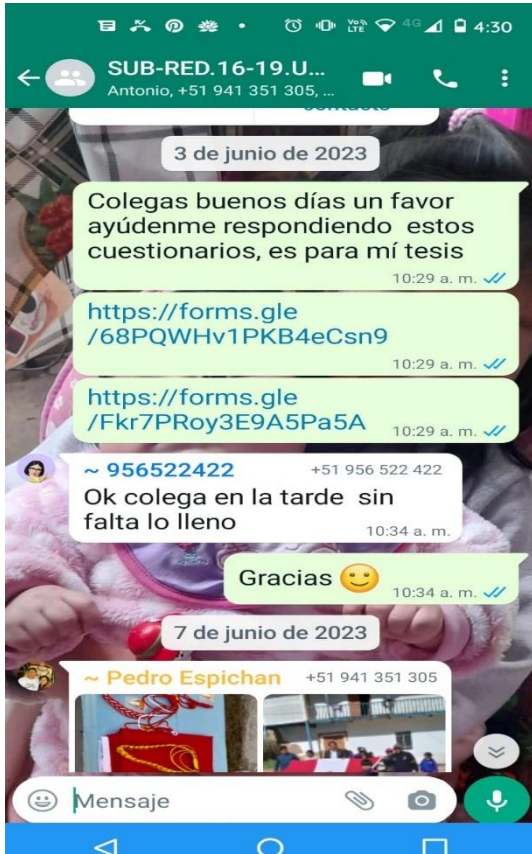 4G 4:30
SUB-RED.16-19.U...
Antonio, +51 941 351 305, ...
3 de junio de 2023
Colegas buenos días un favor
ayúdenme respondiendo estos
cuestionarios, es para mí tesis
10:29 a. m.
https://forms.gle
/68PQWHv1PKB4eCsn9
10:29 a. m.
https://forms.gle
/Fkr7PRoy3E9A5Pa5A
10:29 a. m.
~ 956522422 +51 956 522 422
Ok colega en la tarde sin
falta lo lleno
10:34 a. m.
Gracias 🙂
10:34 a. m.
7 de junio de 2023
~ Pedro Espichan +51 941 351 305
Mensaje